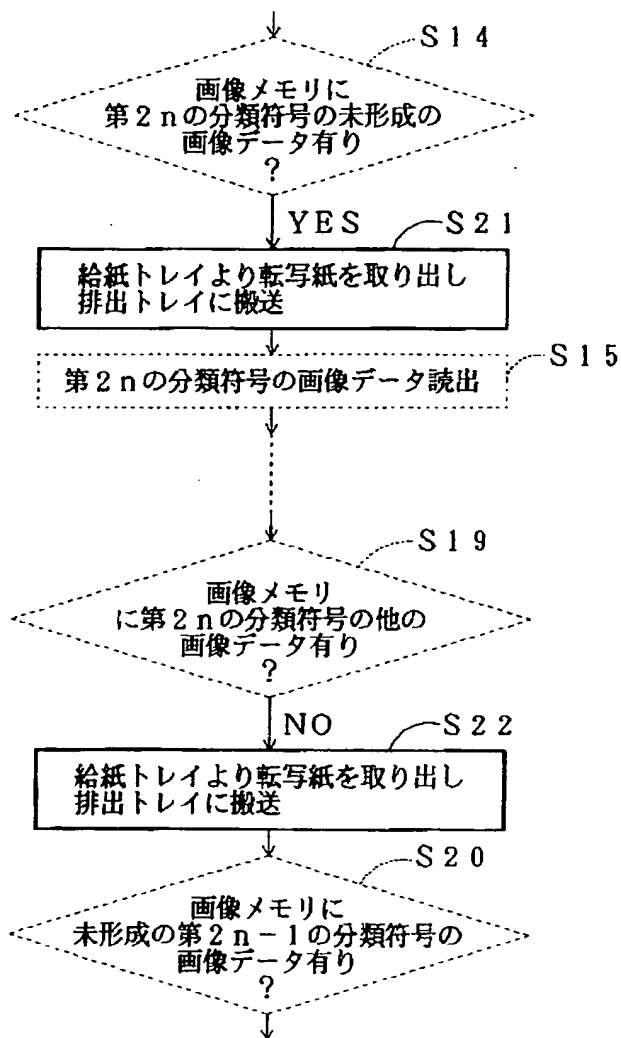 S14
画像メモリに
第2nの分類符号の未形成の
画像データ有り
?
YES
S21
給紙トレイより転写紙を取り出し
排出トレイに搬送
S15
第2nの分類符号の画像データ読出
S19
画像メモリ
に第2nの分類符号の他の
画像データ有り
?
NO
S22
給紙トレイより転写紙を取り出し
排出トレイに搬送
S20
画像メモリに
未形成の第2n-1の分類符号の
画像データ有り
?